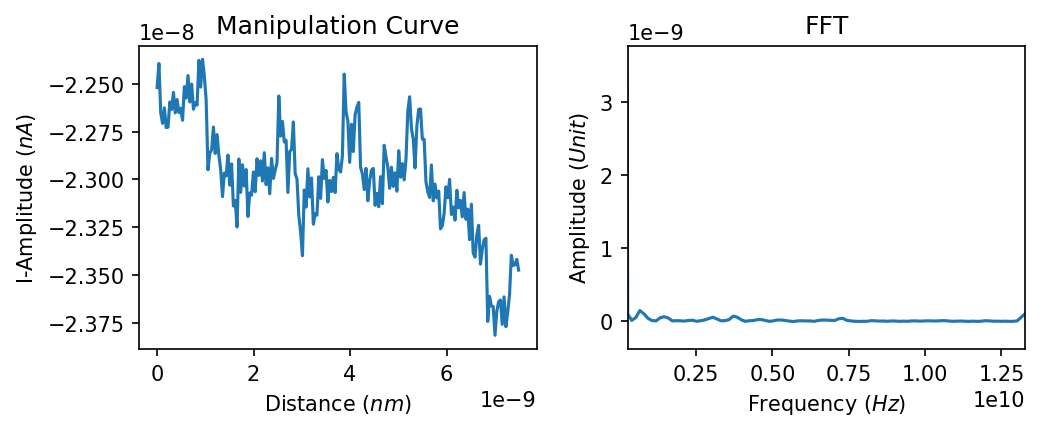 Manipulation Curve
1e−8
−2.250
−2.275
−2.300
−2.325
−2.350
−2.375
I-Amplitude (nA)
0
2
4
6
1e−9
Distance (nm)
FFT
1e−9
3
2
1
0
Amplitude (Unit)
0.25
0.50
0.75
1.00
1.25
1e10
Frequency (Hz)